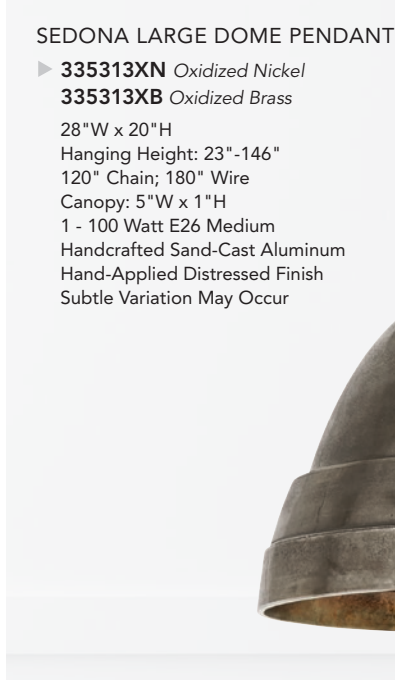 SEDONA LARGE DOME PENDANT
335313XN Oxidized Nickel
335313XB Oxidized Brass
28"W x 20"H
Hanging Height: 23"-146"
120" Chain; 180" Wire
Canopy: 5"W x 1"H
1 - 100 Watt E26 Medium
Handcrafted Sand-Cast Aluminum
Hand-Applied Distressed Finish
Subtle Variation May Occur